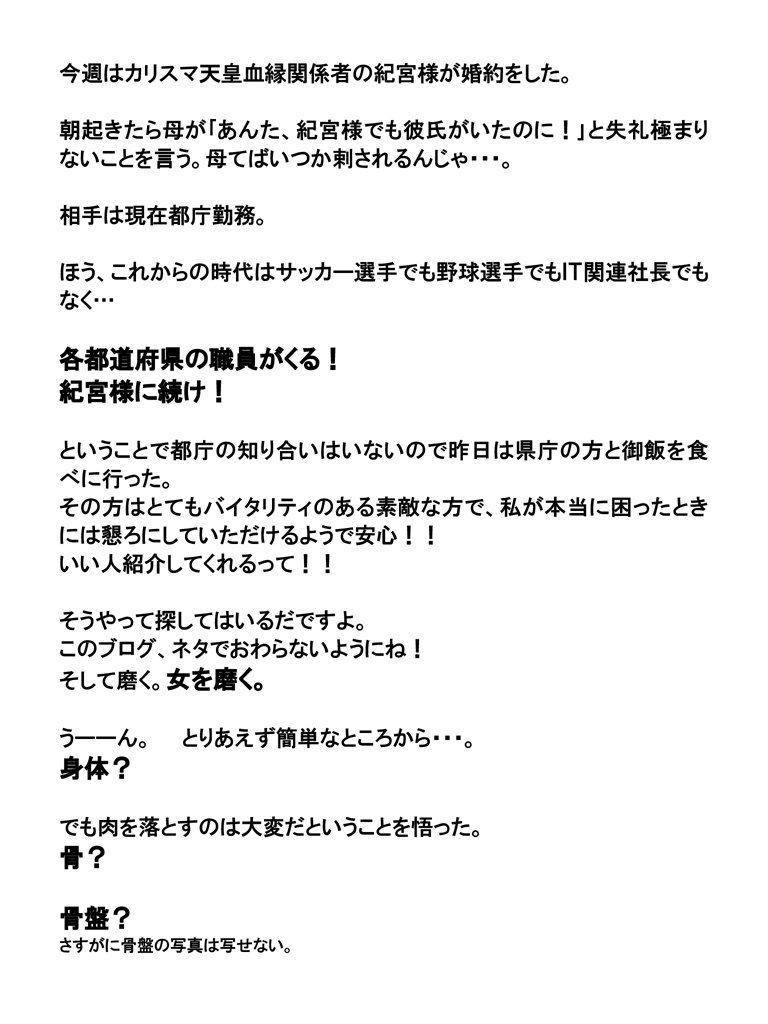 今週はカリスマ天皇血縁関係者の紀宮様が婚約をした。
朝起きたら母が「あんた、紀宮様でも彼氏がいたのに！」と失礼極まり
ないことを言う。母てばいつか刺されるんじゃ・・・。
相手は現在都庁勤務。
ほう、これからの時代はサッカー選手でも野球選手でもIT関連社長でも
なく…
各都道府県の職員がくる！
紀宮様に続け！
ということで都庁の知り合いはいないので昨日は県庁の方と御飯を食
べに行った。
その方はとてもバイタリティのある素敵な方で、私が本当に困ったとき
には懇ろにしていただけるようで安心！！
いい人紹介してくれるって！！
そうやって探してはいるだですよ。
このブログ、ネタでおわらないようにね！
そして磨く。女を磨く。
うーーん。　とりあえず簡単なところから・・・。
身体？
でも肉を落とすのは大変だということを悟った。
骨？
骨盤？
さすがに骨盤の写真は写せない。